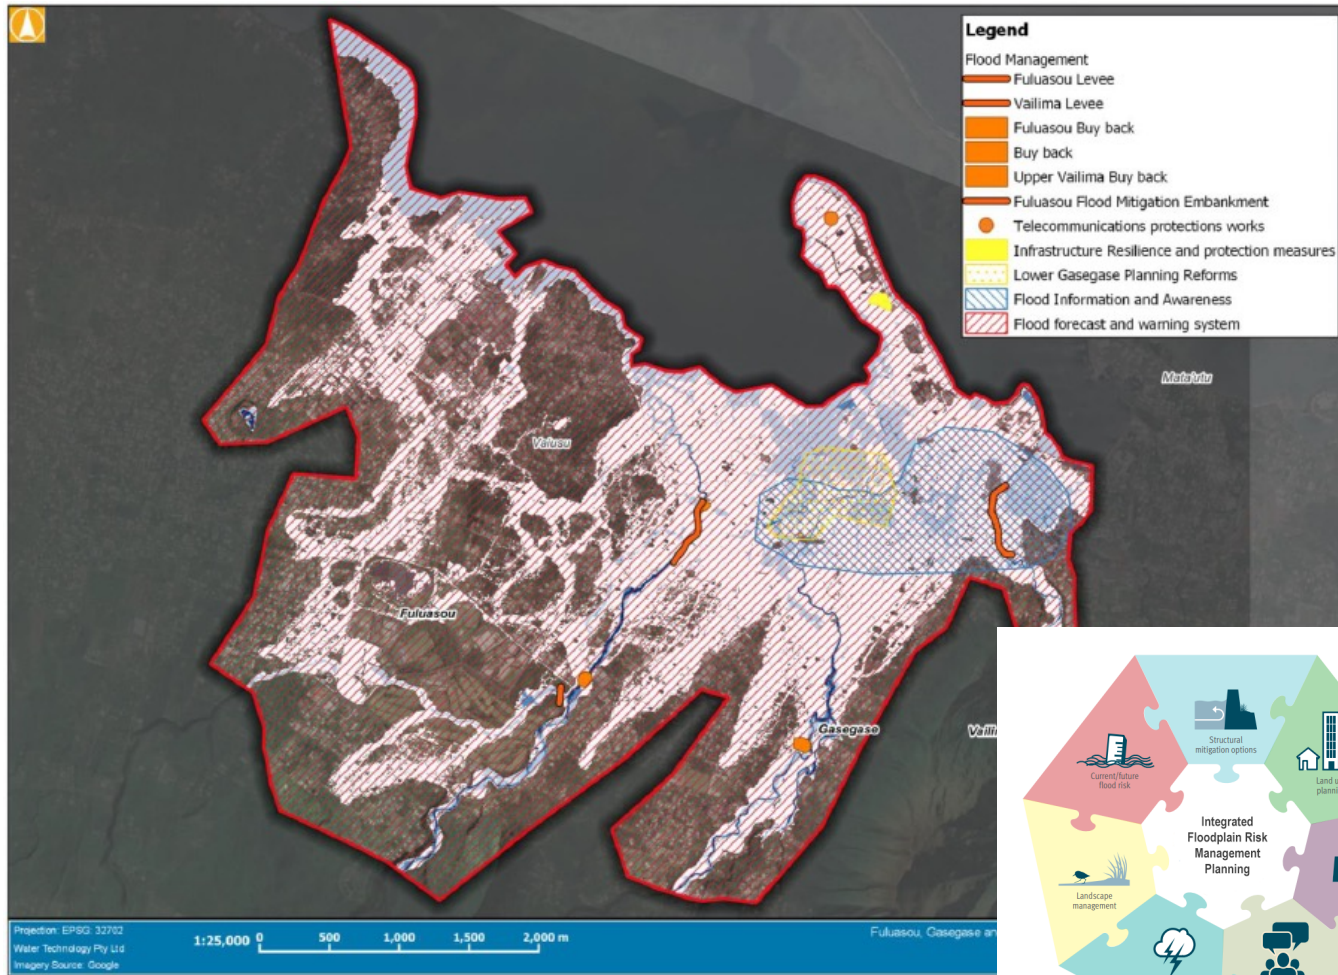 Legend
Flood Management
Fuluasou Levee
Vailima Levee
Fuluasou Buy back
Buy back
Upper Vailima Buy back
Fuluasou Flood Mitigation Embankment
Telecommunications protections works
Infrastructure Resilience and protection measures
Lower Gasegase Planning Reforms
Flood Information and Awareness
Flood forecast and warning system
Mata'utu
Vaiusu
Fuluasou
Gasegase
Structural
mitigation options
Current/future
flood risk
Integrated
Floodplain Risk
Management
Planning
Landscape
management
Projection: EPSG: 32702
Water Technology Pty Ltd
Imagery Source: Google
1:25,000 0 500 1,000 1,500 2,000 m
Fuluasou, Gasegase